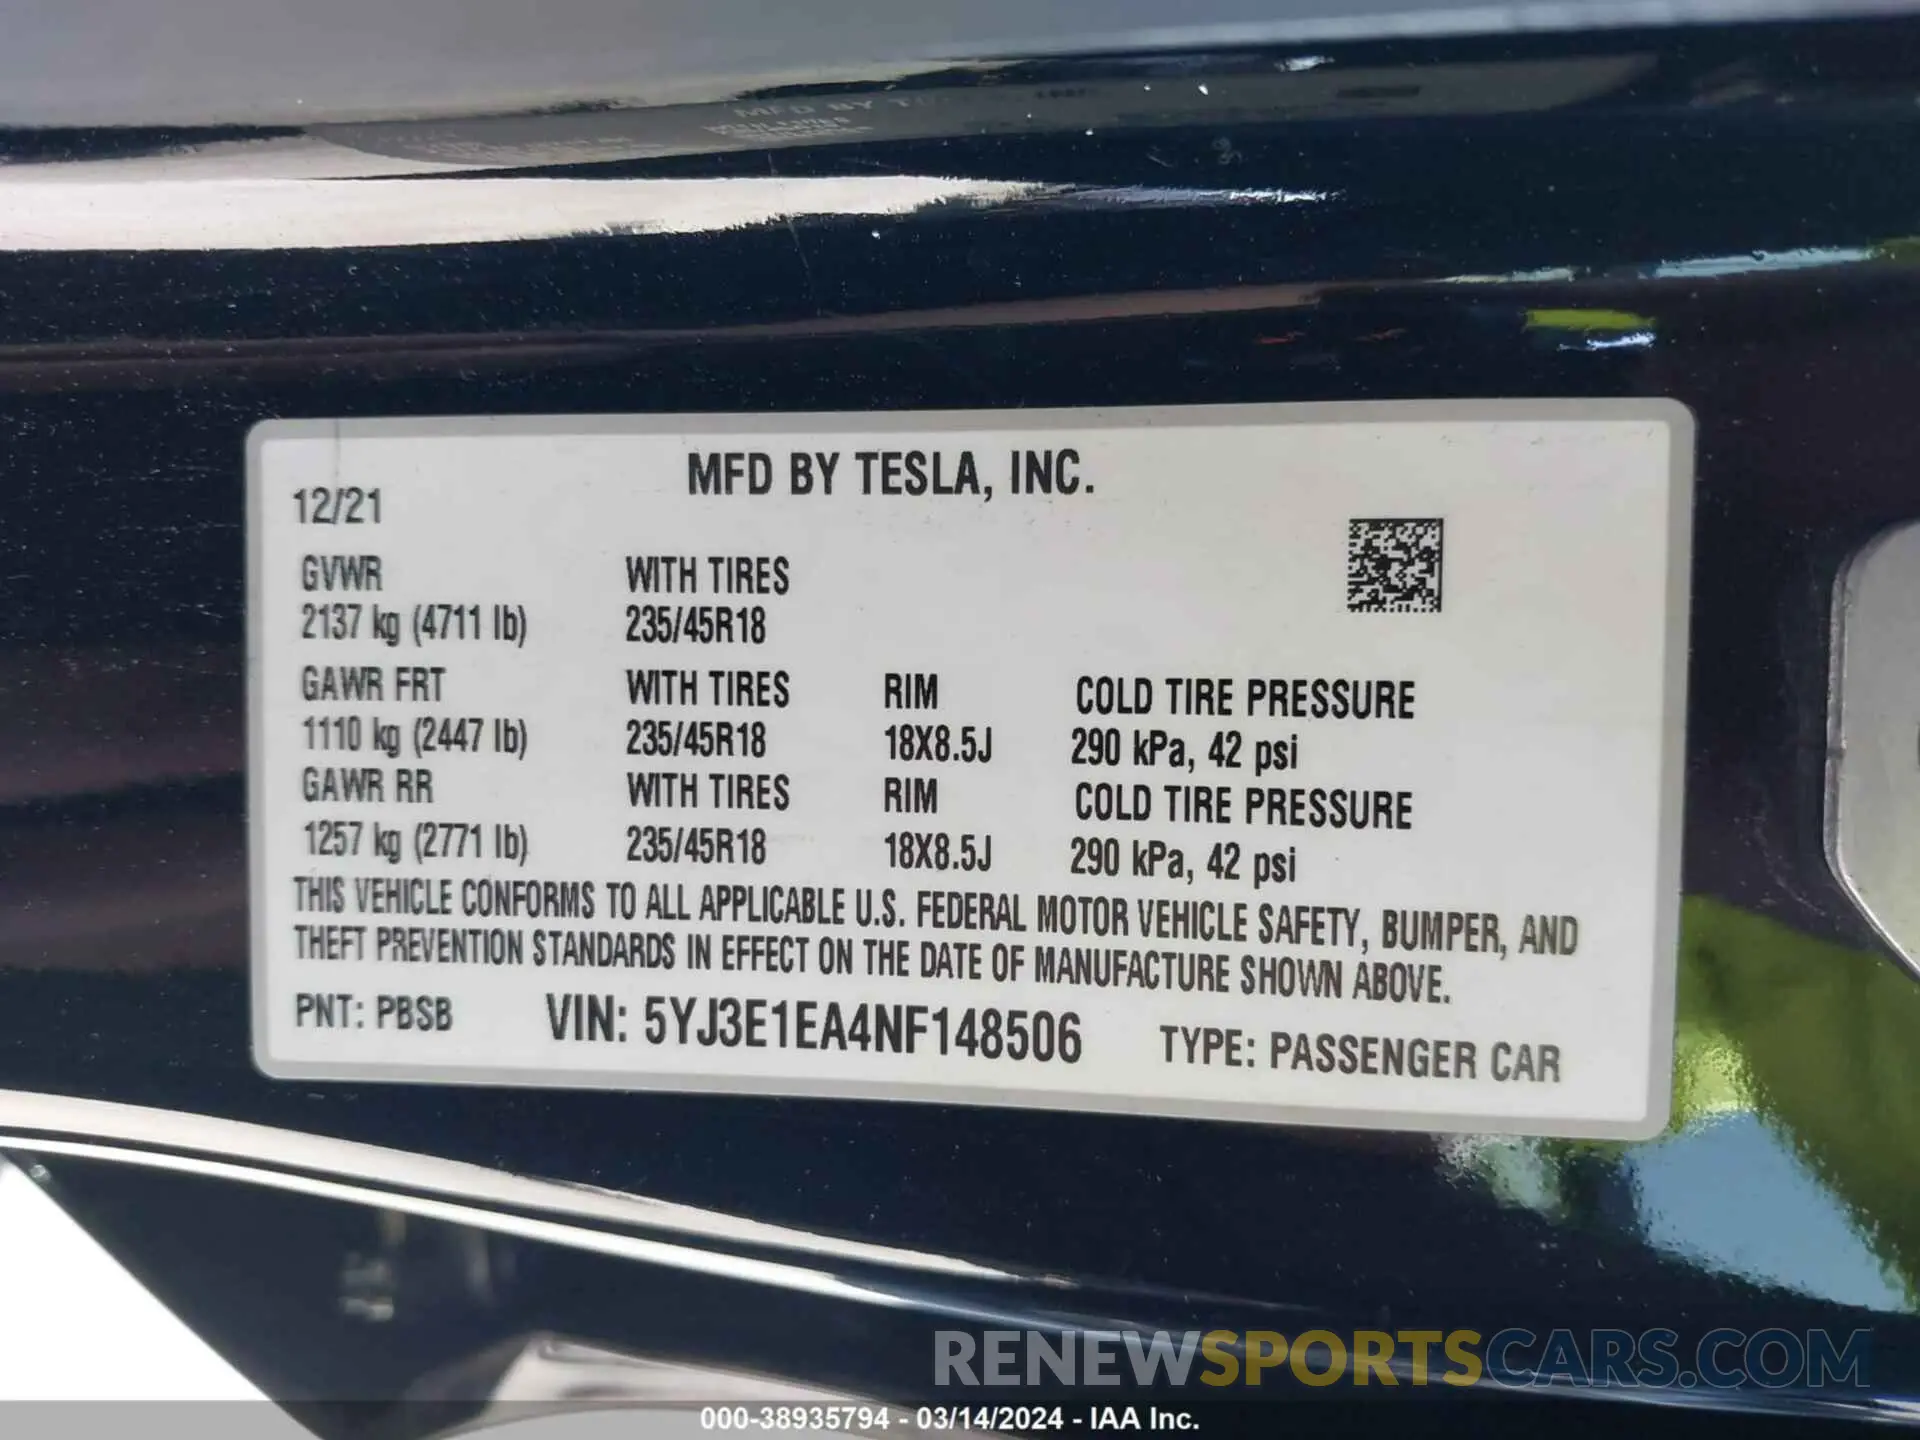 MFD BY TESLA, INC.
12/21
GVWR WITH TIRES
2137 kg (4711 lb) 235/45R18
GAWR FRT WITH TIRES RIM COLD TIRE PRESSURE
1110 kg (2447 lb) 235/45R18 18X8.5J 290 kPa, 42 psi
GAWR RR WITH TIRES RIM COLD TIRE PRESSURE
1257 kg (2771 lb) 235/45R18 18X8.5J 290 kPa, 42 psi
THIS VEHICLE CONFORMS TO ALL APPLICABLE U.S. FEDERAL MOTOR VEHICLE SAFETY, BUMPER, AND
THEFT PREVENTION STANDARDS IN EFFECT ON THE DATE OF MANUFACTURE SHOWN ABOVE.
PNT: PBSB VIN: 5YJ3E1EA4NF148506 TYPE: PASSENGER CAR
RENEWSPORTSCARS.COM
000-38935794 - 03/14/2024 - IAA Inc.